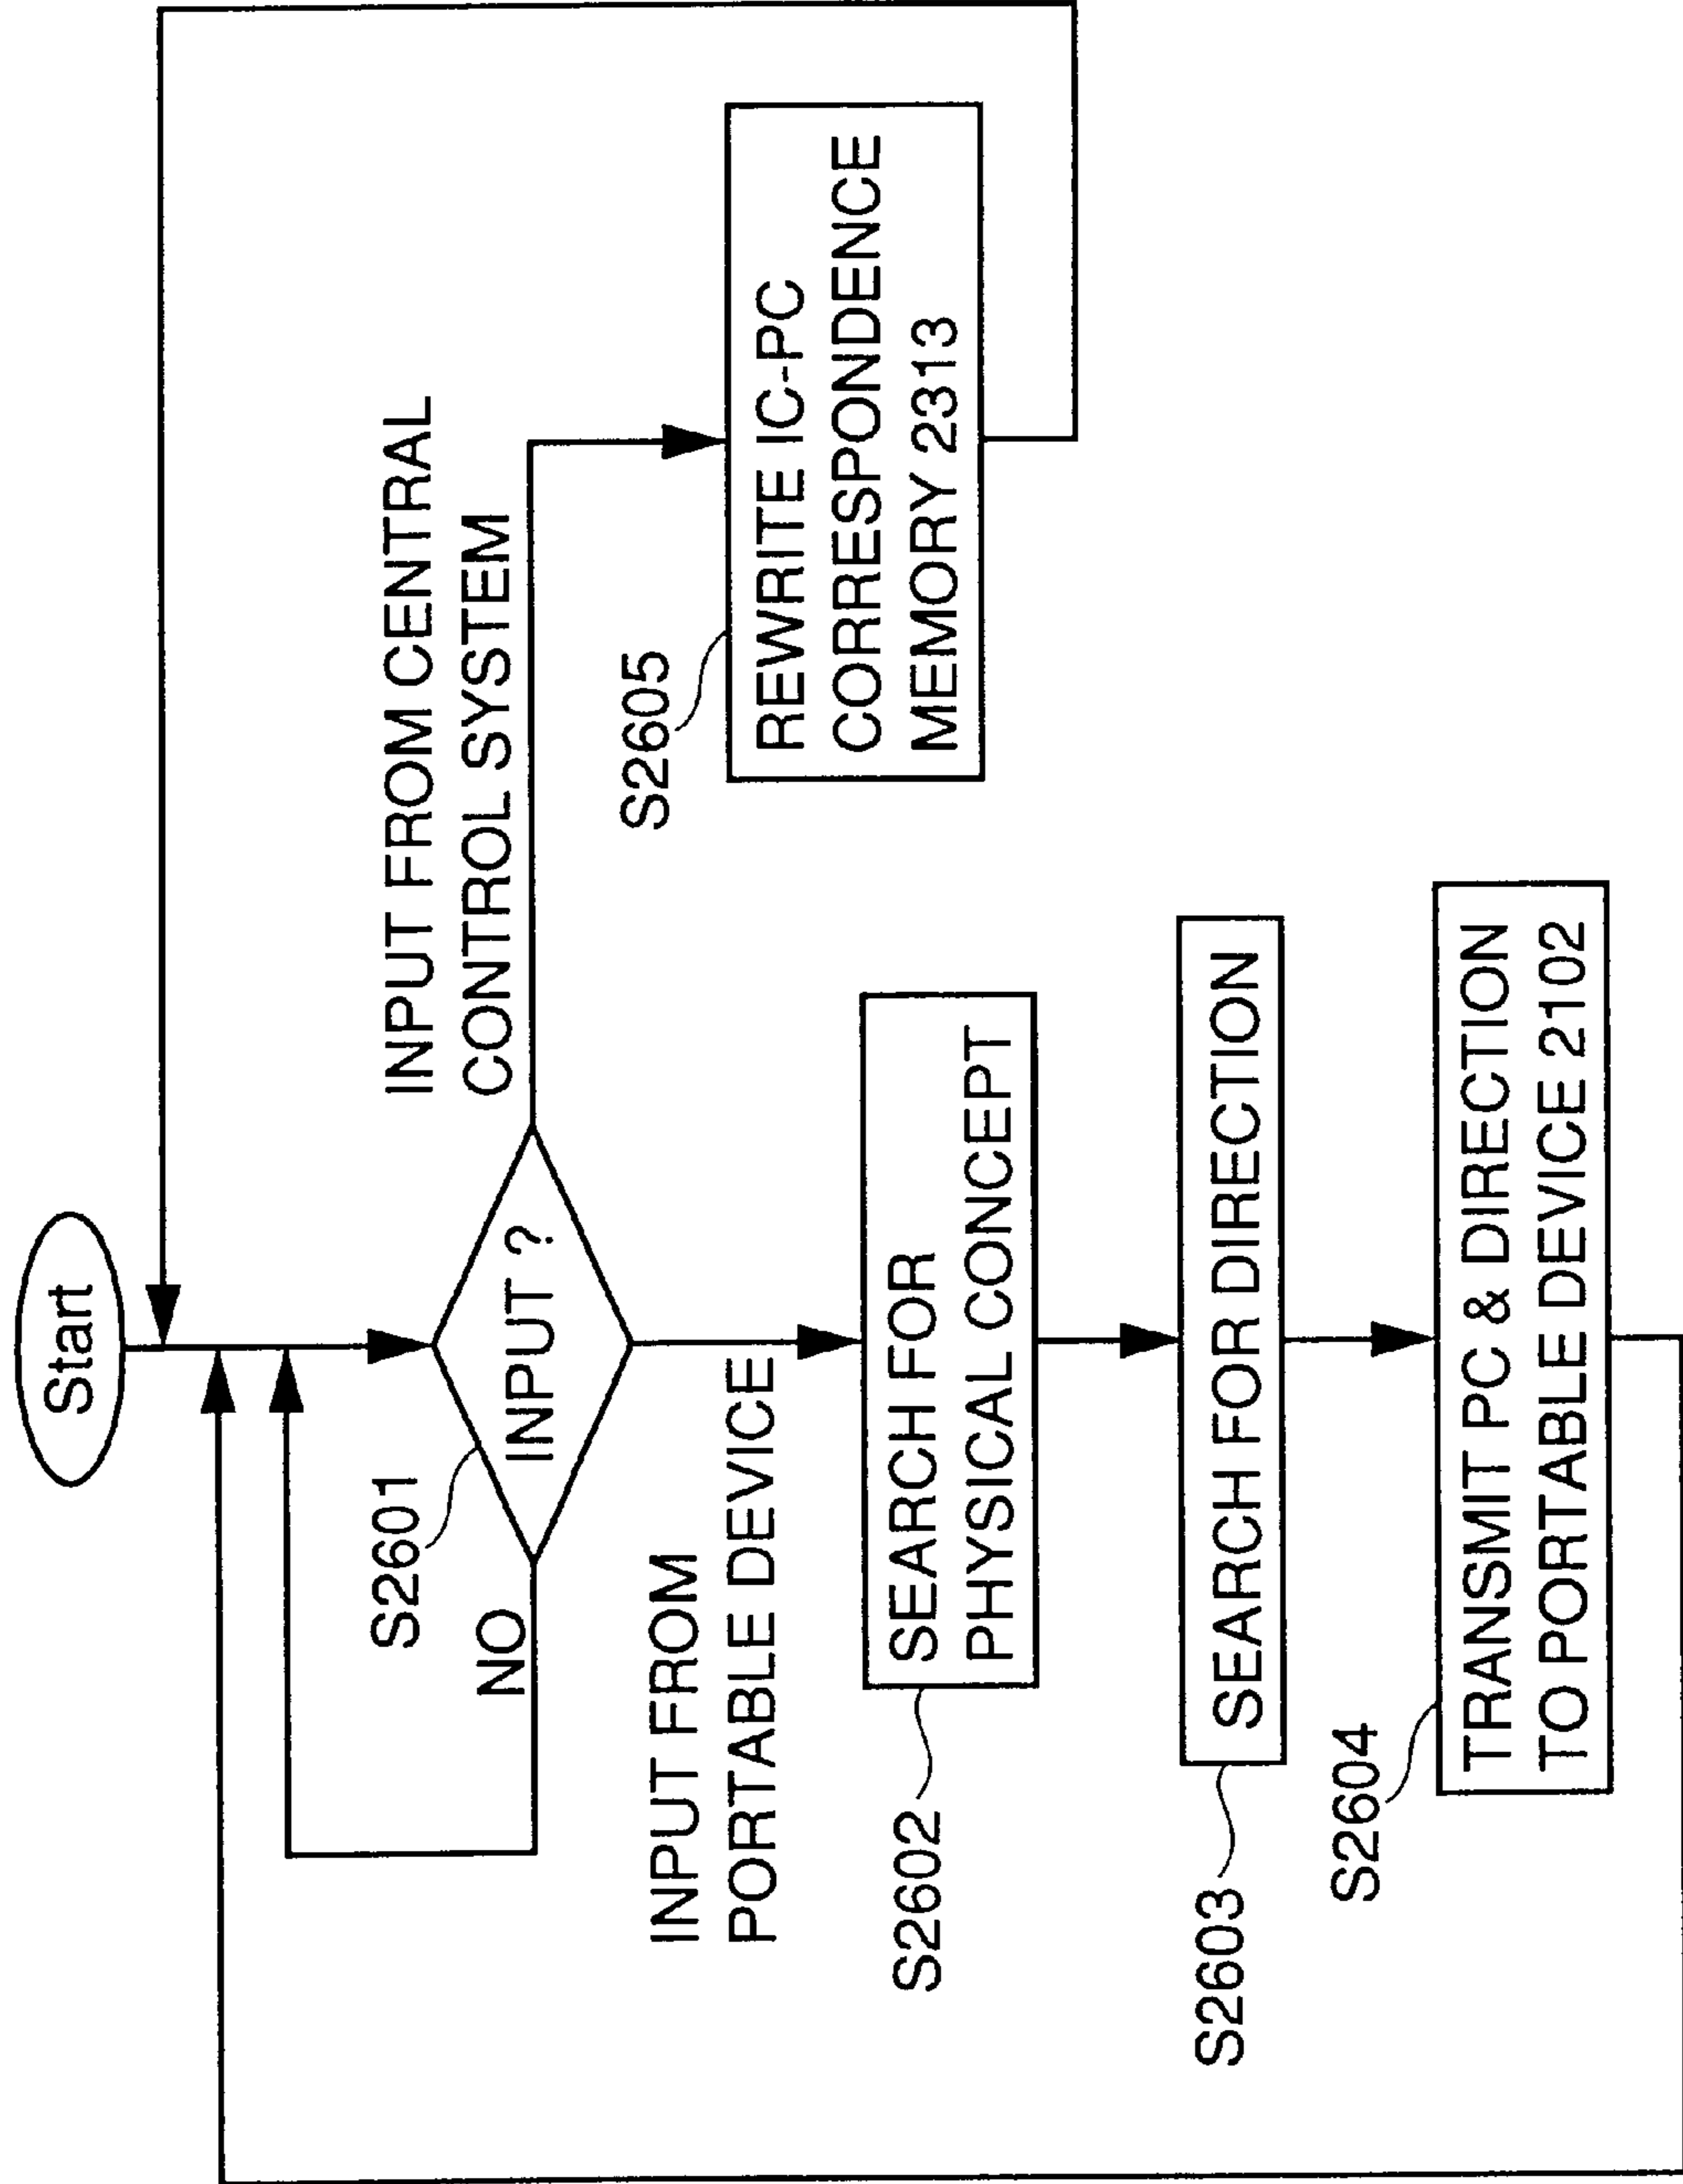 Start
S2601
INPUT ?
NO
INPUT FROM CENTRAL
CONTROL SYSTEM
INPUT FROM
PORTABLE DEVICE
S2605
REWRITE IC-PC
CORRESPONDENCE
MEMORY 2313
S2602
SEARCH FOR
PHYSICAL CONCEPT
S2603
SEARCH FOR DIRECTION
S2604
TRANSMIT PC & DIRECTION
TO PORTABLE DEVICE 2102